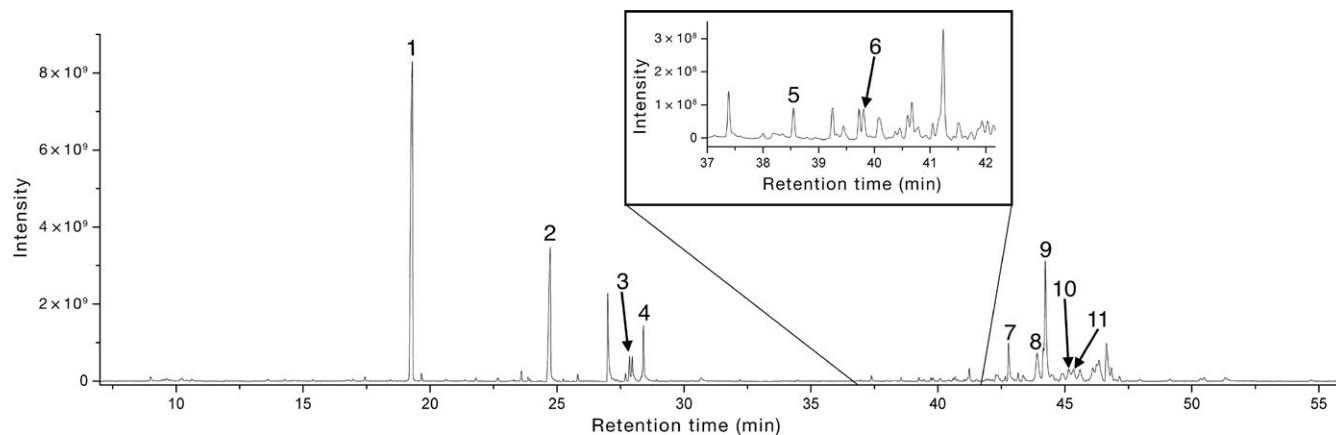 6
3 × 10⁸
2 × 10⁸
5
1 × 10⁸
0
Intensity
37 38 39 40 41 42
Retention time (min)
1
8 × 10⁹
6 × 10⁹
4 × 10⁹
2 × 10⁹
0
Intensity
2
3
4
9
10
11
7
8
10 15 20 25 30 35 40 45 50 55
Retention time (min)